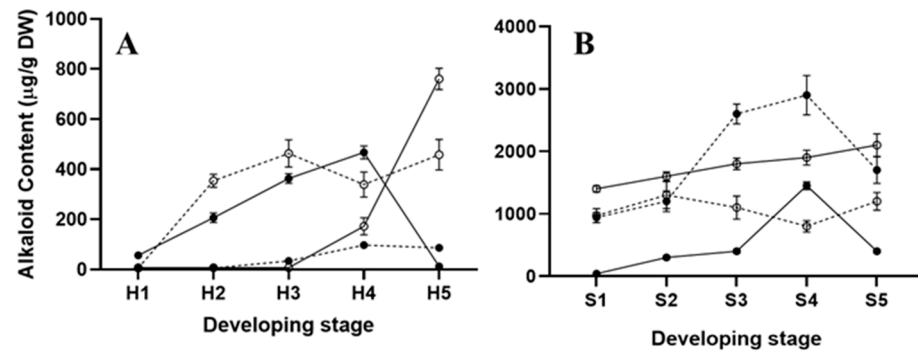 A
B
Alkaloid Content (μg/g DW)
1000
800
600
400
200
0
H1 H2 H3 H4 H5
Developing stage
4000
3000
2000
1000
0
S1 S2 S3 S4 S5
Developing stage